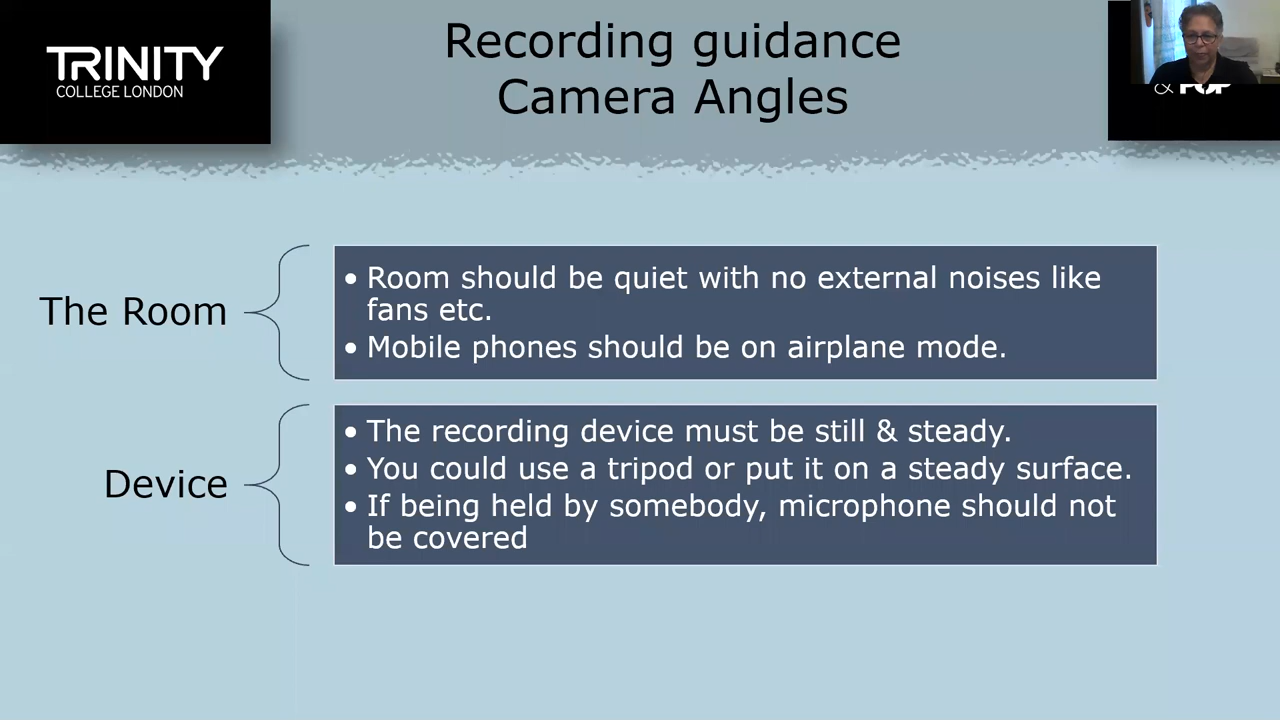 TRINITY
COLLEGE LONDON
Recording guidance
Camera Angles
& POP
The Room
• Room should be quiet with no external noises like
fans etc.
• Mobile phones should be on airplane mode.
Device
• The recording device must be still & steady.
• You could use a tripod or put it on a steady surface.
• If being held by somebody, microphone should not
be covered